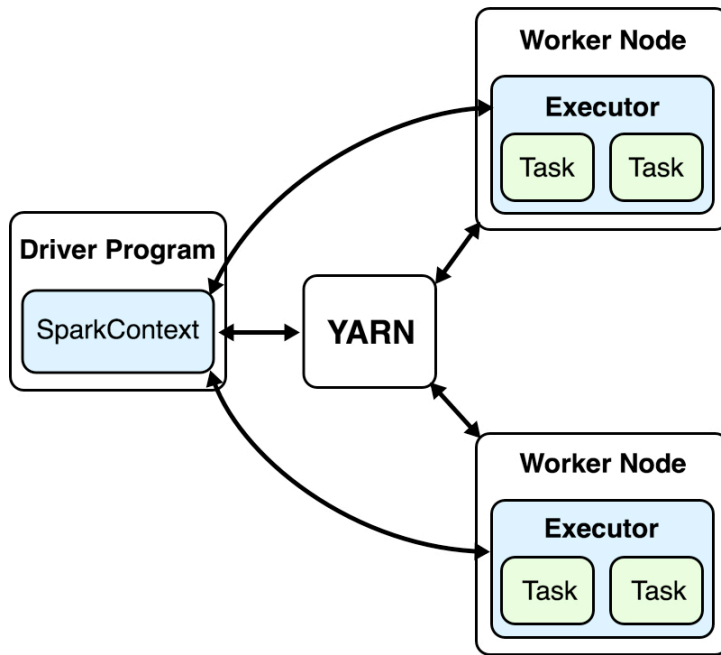 Worker Node
Executor
Task Task
Driver Program
SparkContext
YARN
Worker Node
Executor
Task Task